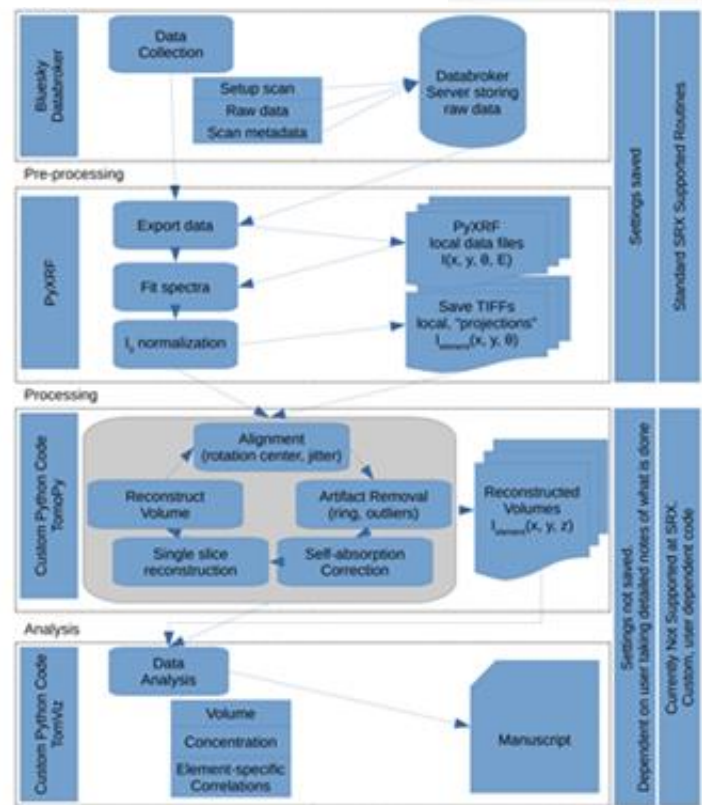 Bluesky
Databroker
Data
Collection
Setup scan
Raw data
Scan metadata
Databroker
Server storing
raw data
Pre-processing
PyXRF
Export data
Fit spectra
I₀ normalization
PyXRF
local data files
I(x, y, θ, E)
Save TIFFs
local, "projections"
Ielement(x, y, θ)
Settings saved
Standard SRX Supported Routines
Processing
Custom Python Code
TomoPy
Alignment
(rotation center, jitter)
Reconstruct
Volume
Artifact Removal
(ring, outliers)
Single slice
reconstruction
Self-absorption
Correction
Reconstructed
Volumes
Ielement(x, y, z)
Analysis
Custom Python Code
TomViz
Data
Analysis
Volume
Concentration
Element-specific
Correlations
Manuscript
Settings not saved.
Dependent on user taking detailed notes of what is done
Currently Not Supported at SRX.
Custom, user dependent code